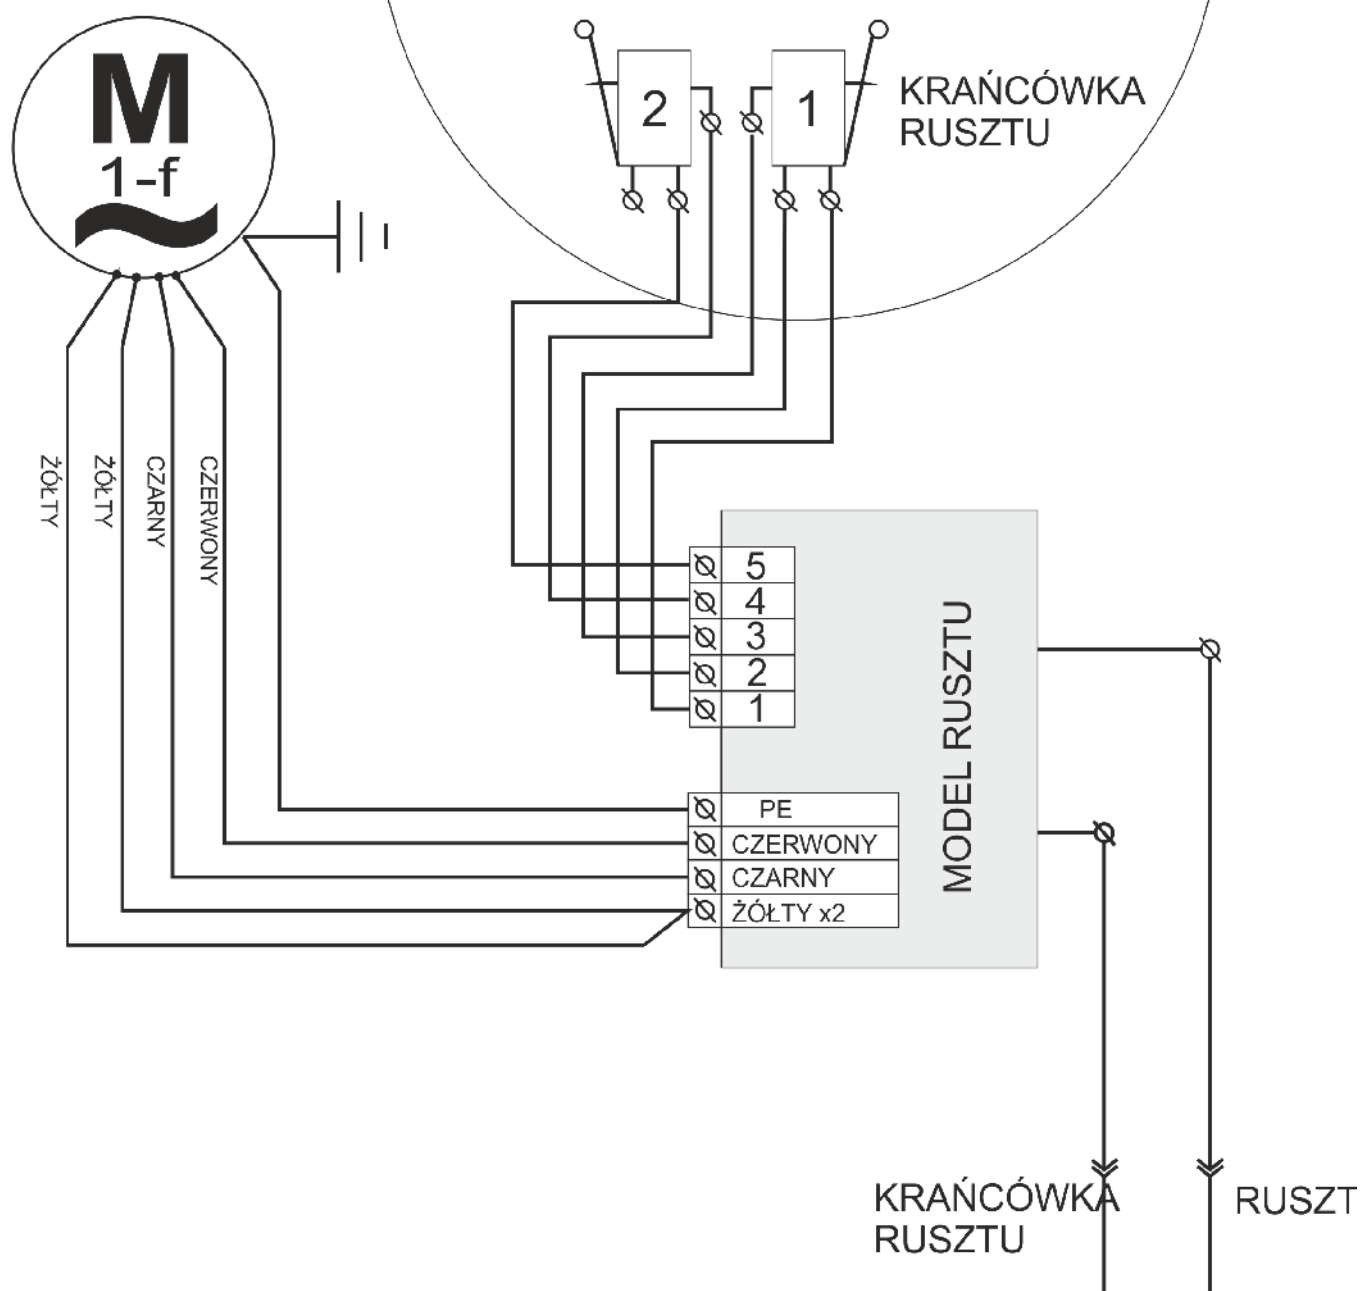 M
1-f
2
1
KRAŃCÓWKA
RUSZTU
ŻÓŁTY
ŻÓŁTY
CZARNY
CZERWONY
5
4
3
2
1
MODEL RUSZTU
PE
CZERWONY
CZARNY
ŻÓŁTY x2
KRAŃCÓWKA
RUSZTU
RUSZT